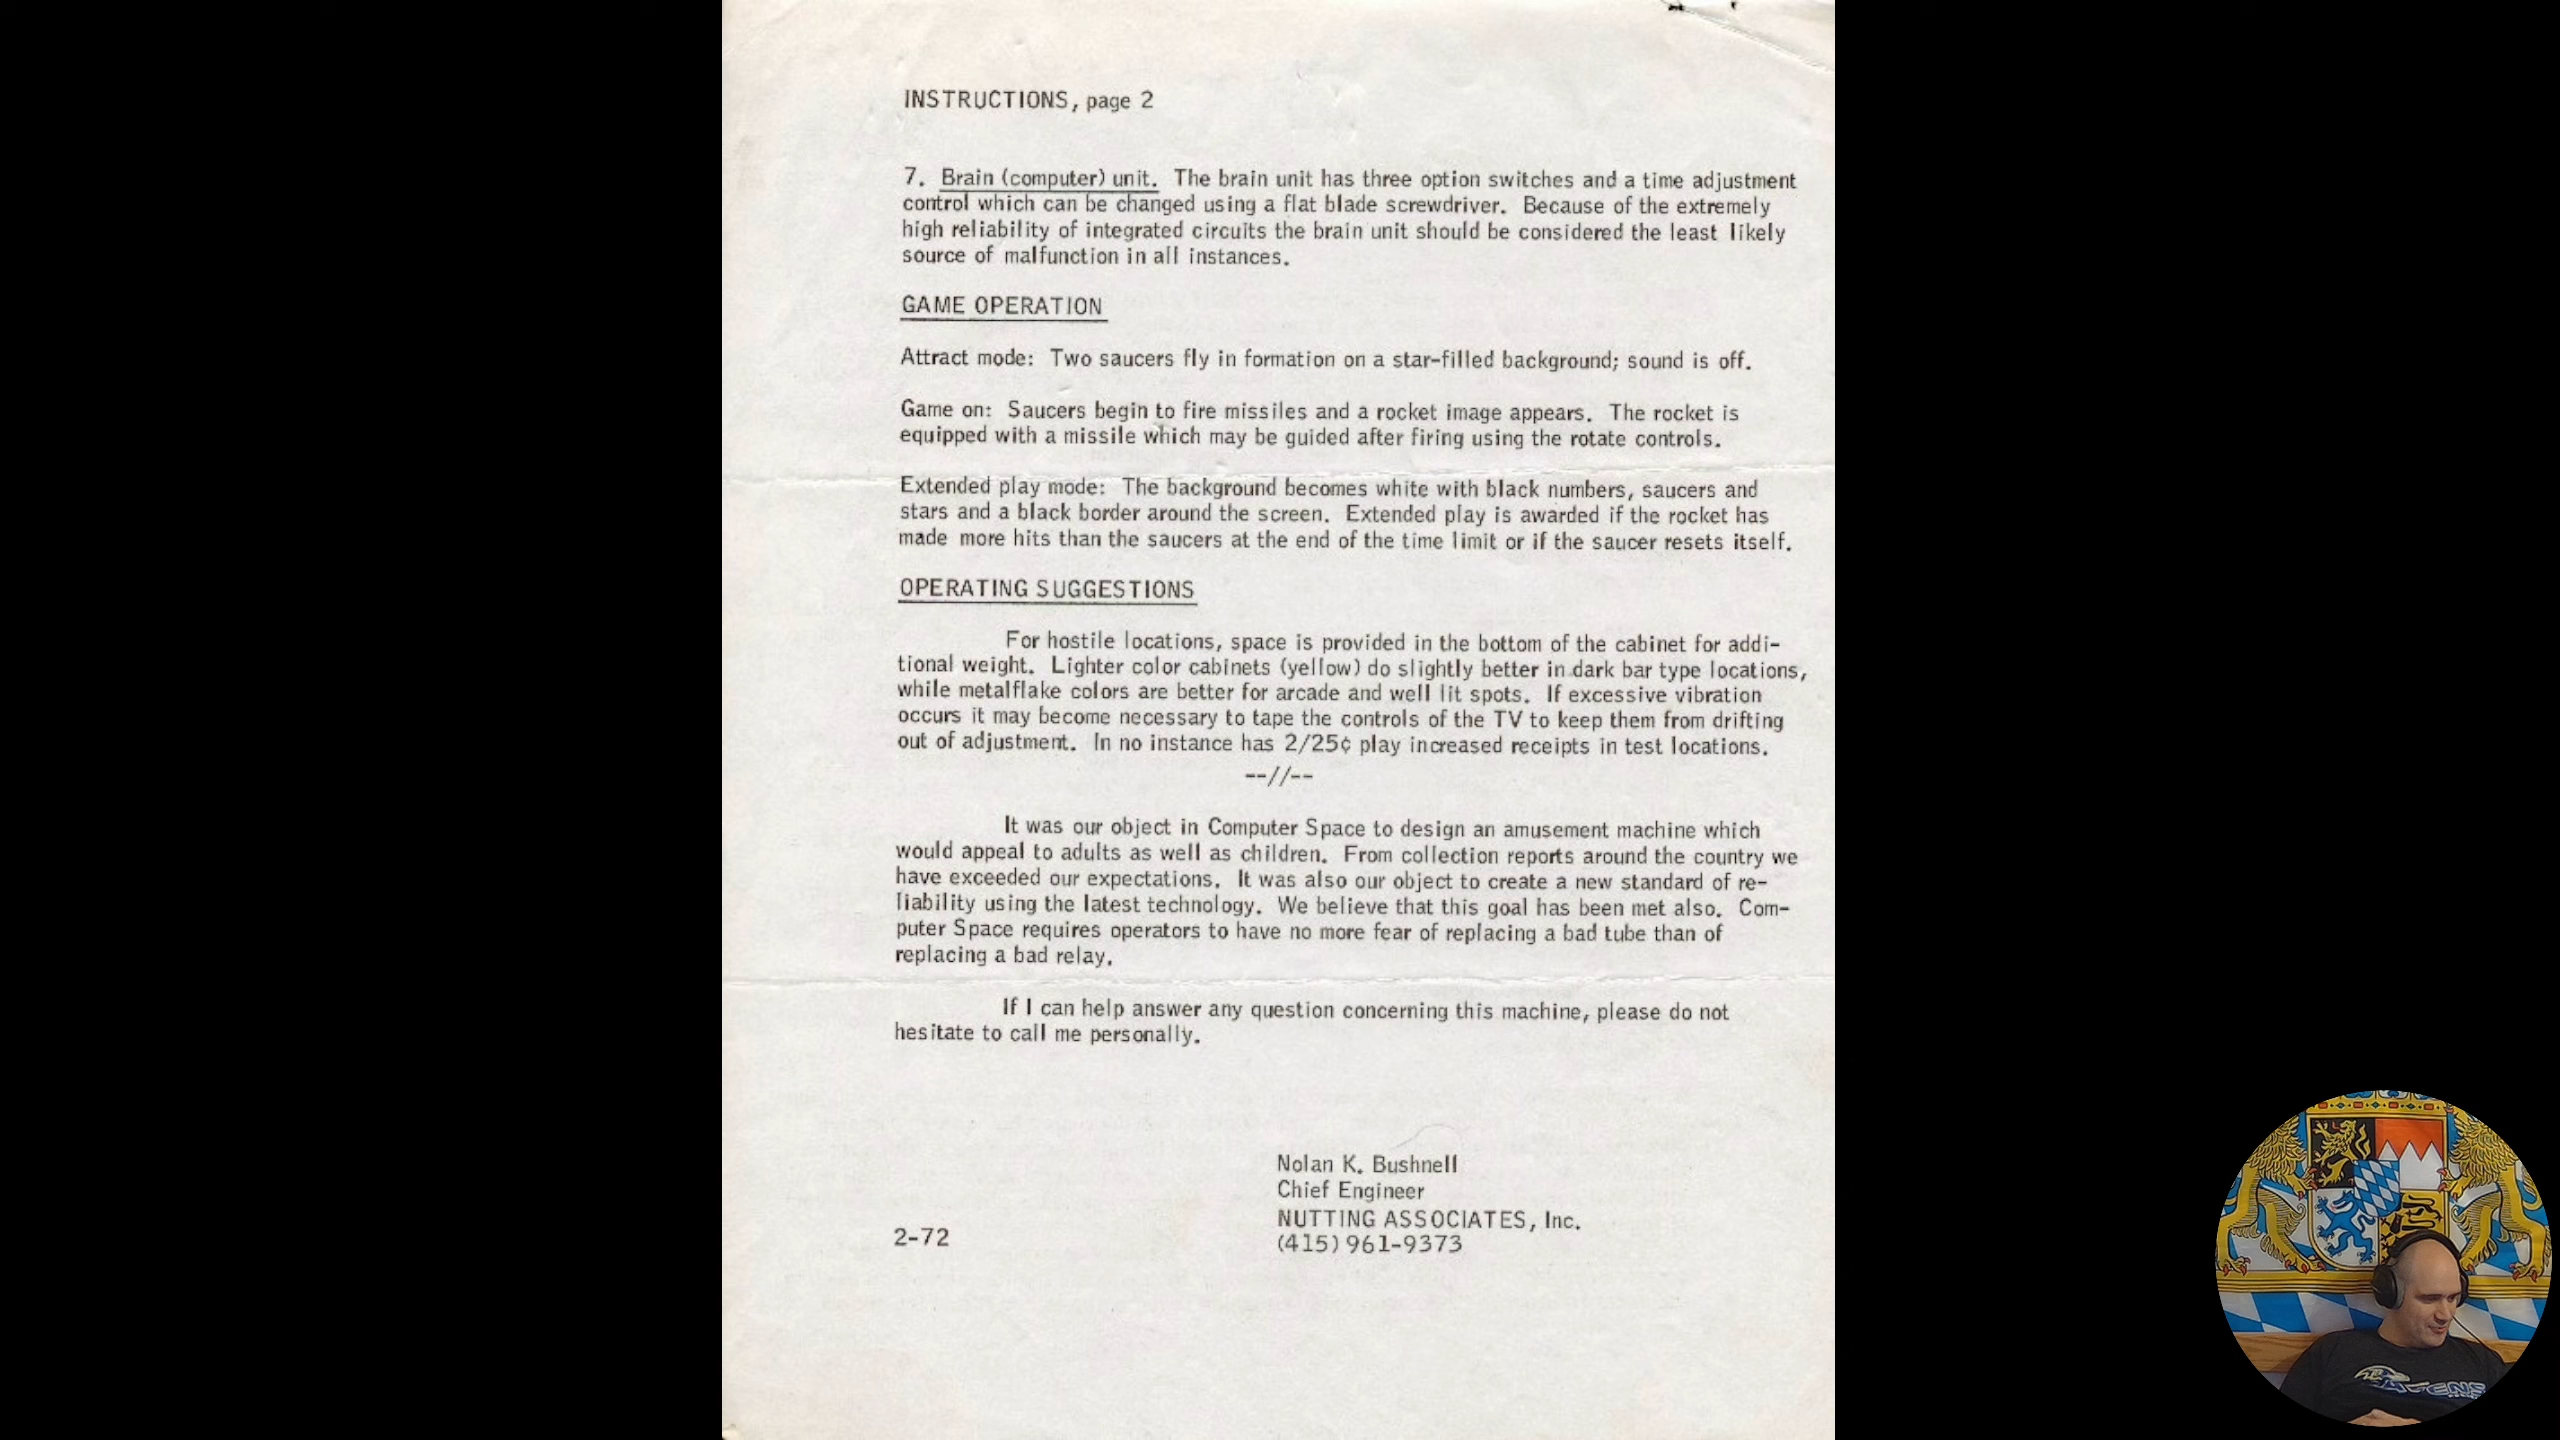 INSTRUCTIONS, page 2
7. Brain (computer) unit. The brain unit has three option switches and a time adjustment
control which can be changed using a flat blade screwdriver. Because of the extremely
high reliability of integrated circuits the brain unit should be considered the least likely
source of malfunction in all instances.
GAME OPERATION
Attract mode: Two saucers fly in formation on a star-filled background; sound is off.
Game on: Saucers begin to fire missiles and a rocket image appears. The rocket is
equipped with a missile which may be guided after firing using the rotate controls.
Extended play mode: The background becomes white with black numbers, saucers and
stars and a black border around the screen. Extended play is awarded if the rocket has
made more hits than the saucers at the end of the time limit or if the saucer resets itself.
OPERATING SUGGESTIONS
For hostile locations, space is provided in the bottom of the cabinet for addi-
tional weight. Lighter color cabinets (yellow) do slightly better in dark bar type locations,
while metalflake colors are better for arcade and well lit spots. If excessive vibration
occurs it may become necessary to tape the controls of the TV to keep them from drifting
out of adjustment. In no instance has 2/25¢ play increased receipts in test locations.
--//--
It was our object in Computer Space to design an amusement machine which
would appeal to adults as well as children. From collection reports around the country we
have exceeded our expectations. It was also our object to create a new standard of re-
liability using the latest technology. We believe that this goal has been met also. Com-
puter Space requires operators to have no more fear of replacing a bad tube than of
replacing a bad relay.
If I can help answer any question concerning this machine, please do not
hesitate to call me personally.
Nolan K. Bushnell
Chief Engineer
NUTTING ASSOCIATES, Inc.
2-72
(415) 961-9373